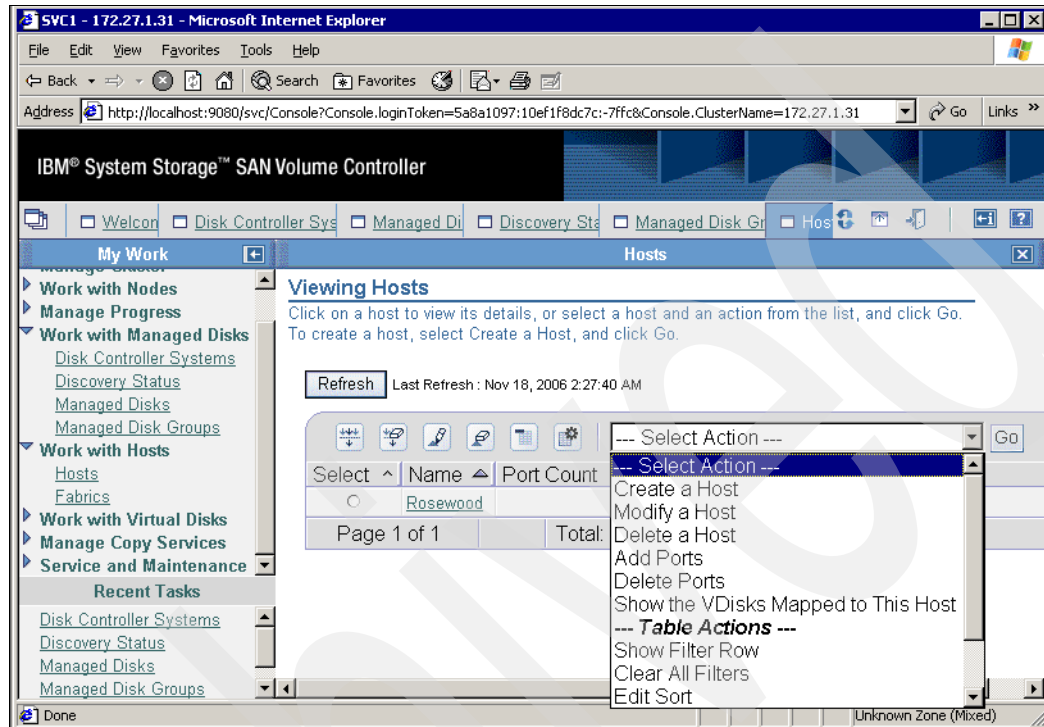 SVC1 - 172.27.1.31 - Microsoft Internet Explorer
File Edit View Favorites Tools Help
Back Search Favorites
Address http://localhost:9080/svc/Console?Console.loginToken=5a8a1097:10ef1f8dc7c:-7ffc&Console.ClusterName=172.27.1.31 Go Links »
IBM® System Storage™ SAN Volume Controller
Welcon Disk Controller Sys Managed Di Discovery Sta Managed Disk Gr Hos
My Work
Hosts
Manage Cluster
Work with Nodes
Manage Progress
Work with Managed Disks
Disk Controller Systems
Discovery Status
Managed Disks
Managed Disk Groups
Work with Hosts
Hosts
Fabrics
Work with Virtual Disks
Manage Copy Services
Service and Maintenance
Recent Tasks
Disk Controller Systems
Discovery Status
Managed Disks
Managed Disk Groups
Viewing Hosts
Click on a host to view its details, or select a host and an action from the list, and click Go.
To create a host, select Create a Host, and click Go.
Refresh Last Refresh : Nov 18, 2006 2:27:40 AM
--- Select Action --- Go
Select Name Port Count
Rosewood
Page 1 of 1 Total:
--- Select Action ---
Create a Host
Modify a Host
Delete a Host
Add Ports
Delete Ports
Show the VDisks Mapped to This Host
--- Table Actions ---
Show Filter Row
Clear All Filters
Edit Sort
Done Unknown Zone (Mixed)